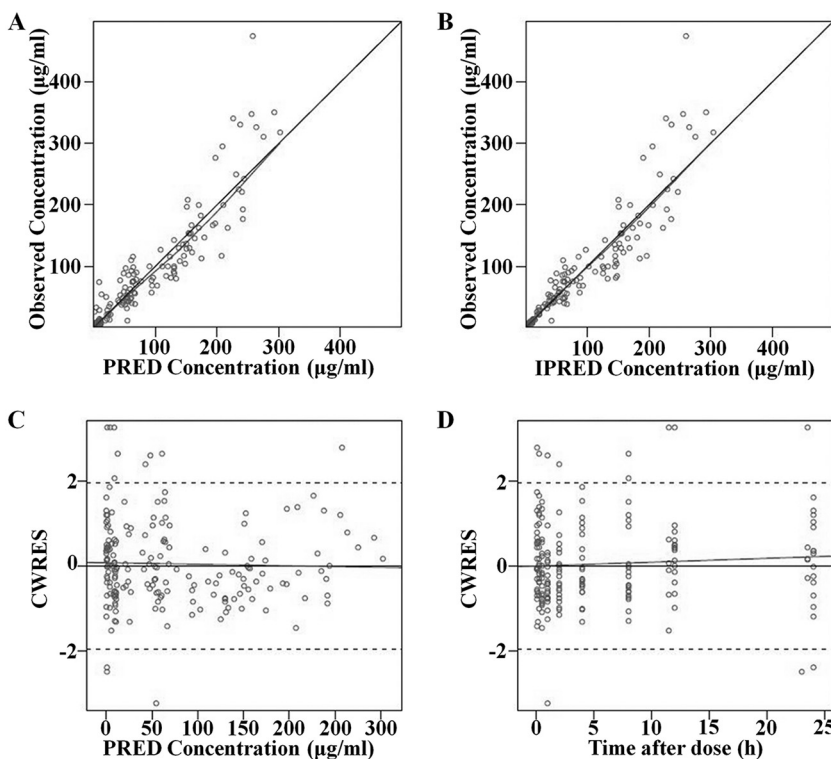 A
Observed Concentration (µg/ml)
400
300
200
100
100
200
300
400
PRED Concentration (µg/ml)
B
Observed Concentration (µg/ml)
400
300
200
100
100
200
300
400
IPRED Concentration (µg/ml)
C
CWRES
2
0
-2
0
50
100
150
200
250
300
PRED Concentration (µg/ml)
D
CWRES
2
0
-2
0
5
10
15
20
25
Time after dose (h)